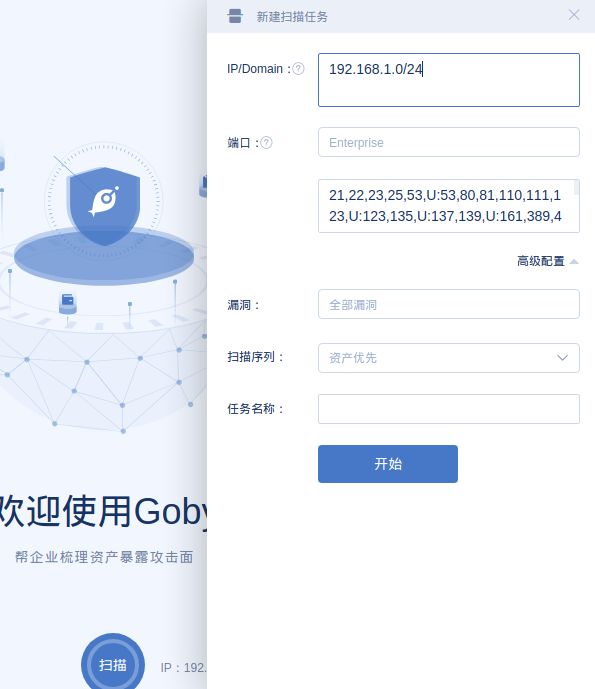 新建扫描任务
IP/Domain :
192.168.1.0/24
端口 :
Enterprise
21,22,23,25,53,U:53,80,81,110,111,1
23,U:123,135,U:137,139,U:161,389,4
高级配置
漏洞 :
全部漏洞
扫描序列 :
资产优先
任务名称 :
开始
欢迎使用Goby
帮企业梳理资产暴露攻击面
扫描
IP : 192.